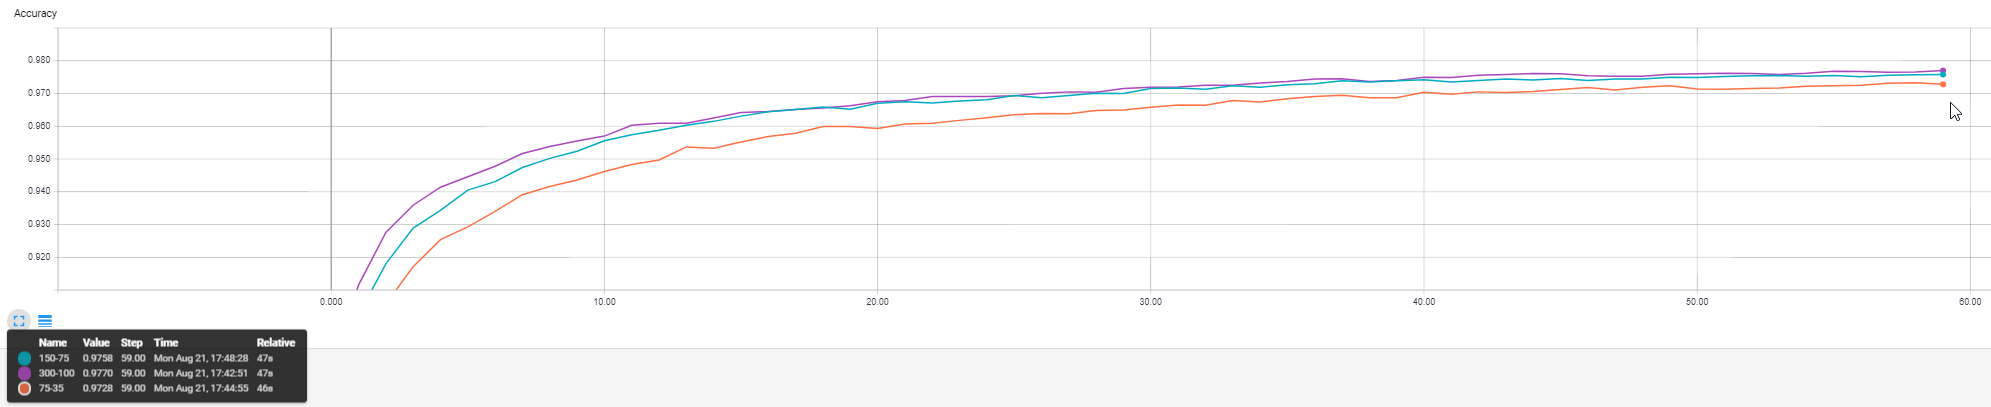 Accuracy
0.980
0.970
0.960
0.950
0.940
0.930
0.920
0.000 10.00 20.00 30.00 40.00 50.00 60.00
Name Value Step Time Relative
150-75 0.9758 59.00 Mon Aug 21, 17:48:28 47s
300-100 0.9770 59.00 Mon Aug 21, 17:42:51 47s
75-35 0.9728 59.00 Mon Aug 21, 17:44:55 46s